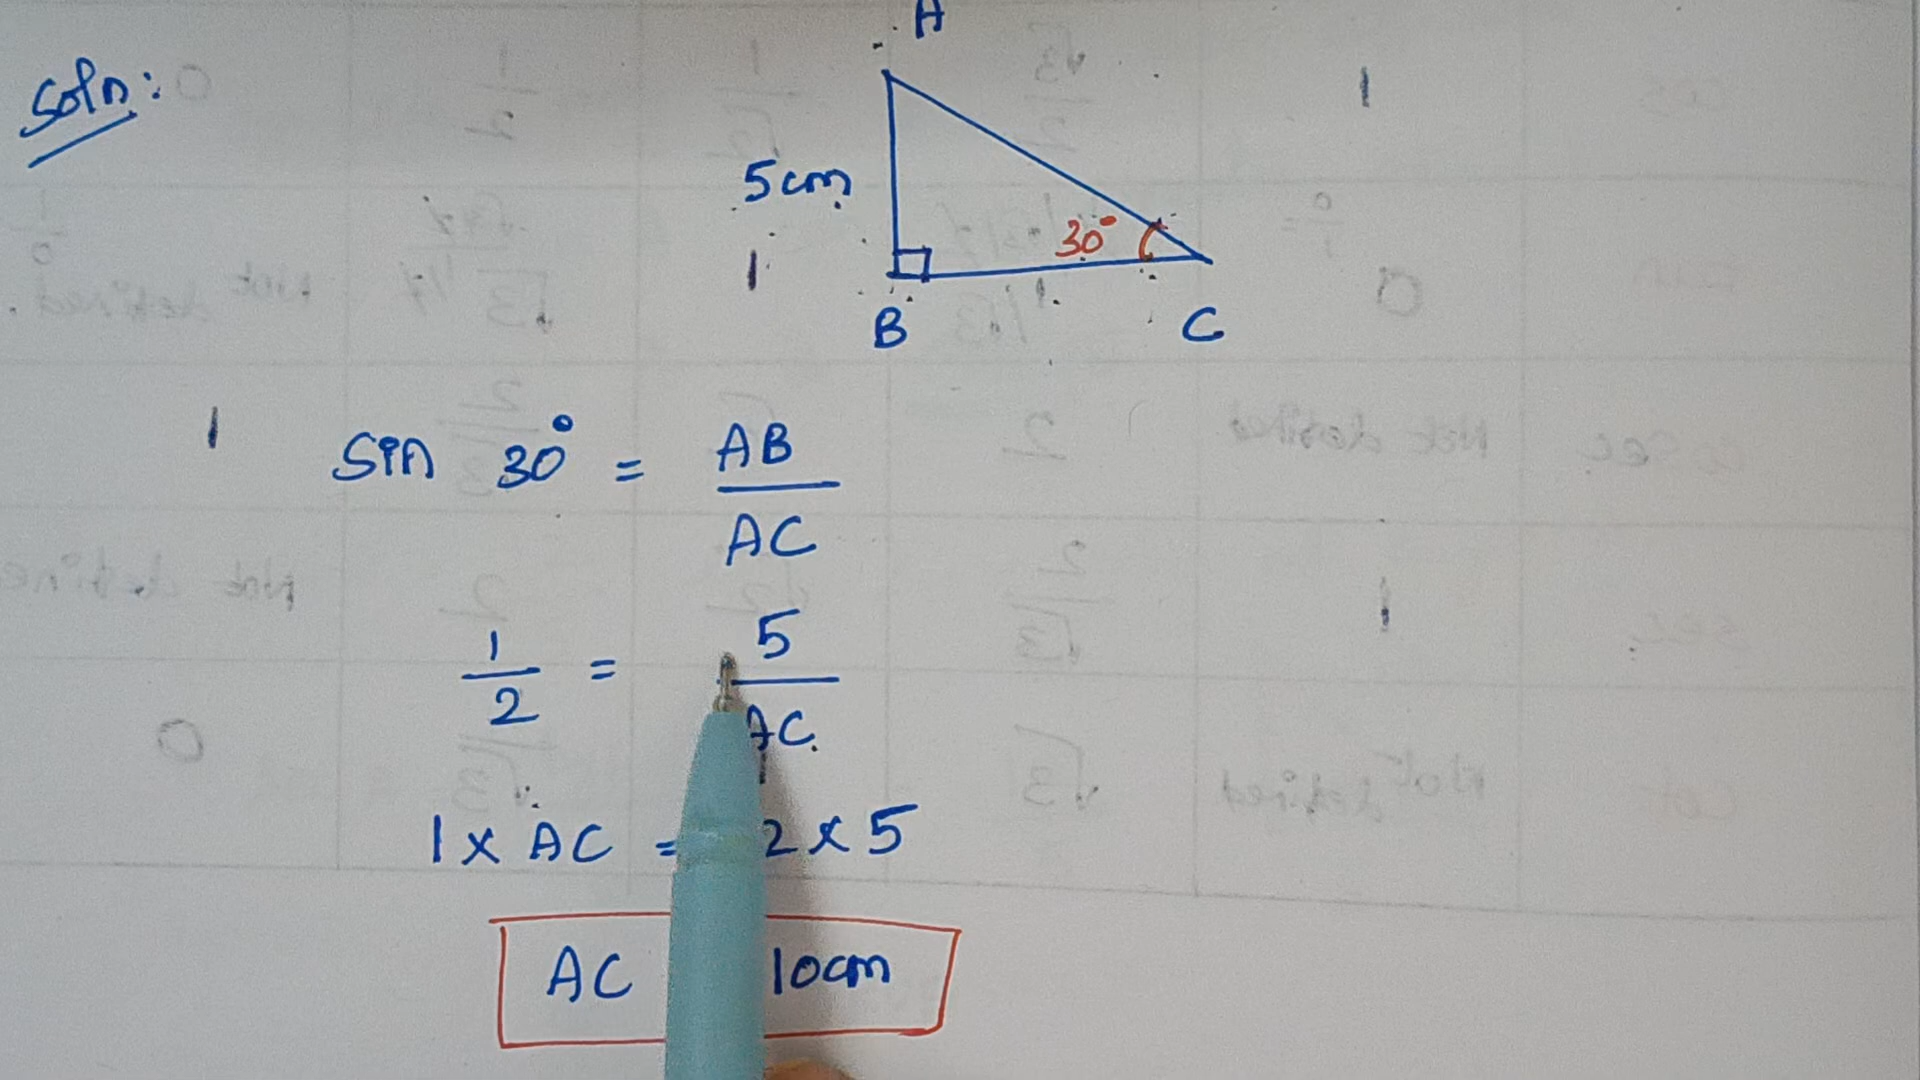 Soln:
A
5cm
30°
B
C
Sin 30° = AB/AC
1/2 = 5/AC
1 x AC = 2 x 5
AC 10cm